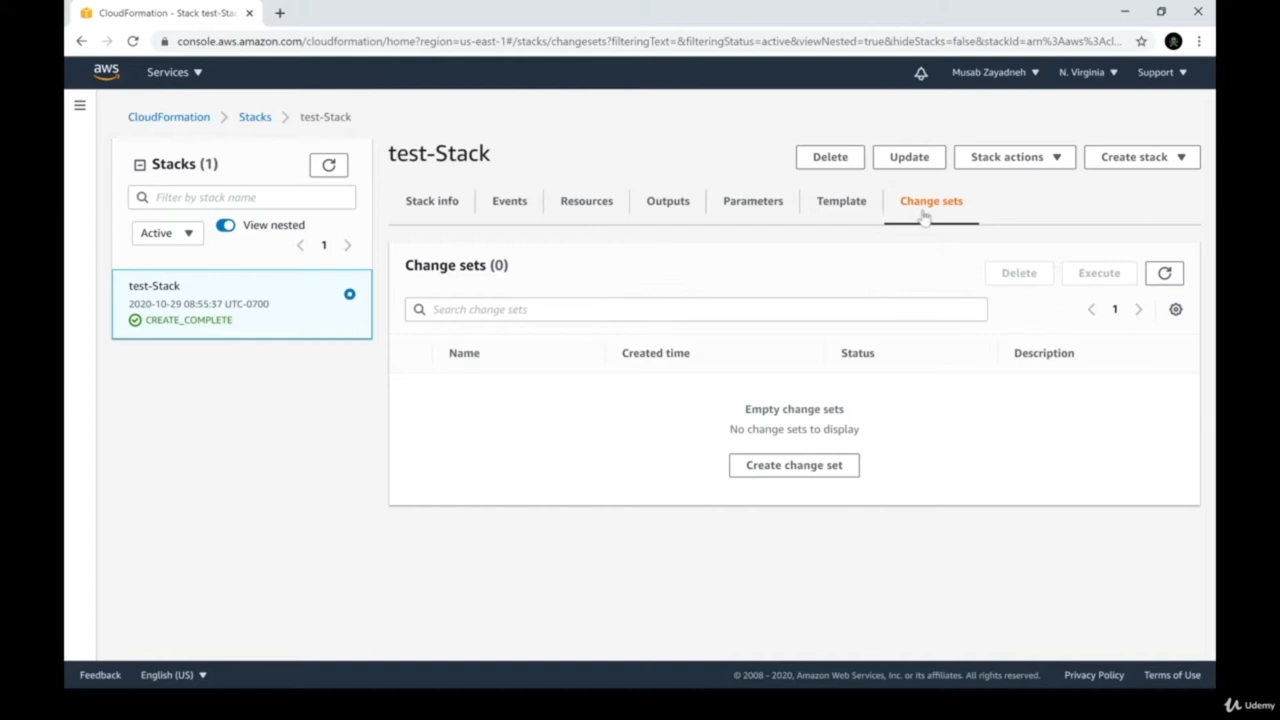 CloudFormation - Stack test-Stac
console.aws.amazon.com/cloudformation/home?region=us-east-1#/stacks/changesets?filteringText=&filteringStatus=active&viewNested=true&hideStacks=false&stackId=arn%3Aaws%3Acl...
aws Services Musab Zayadneh N. Virginia Support
CloudFormation > Stacks > test-Stack
Stacks (1)
Filter by stack name
Active View nested
1
test-Stack
2020-10-29 08:55:37 UTC-0700
CREATE_COMPLETE
test-Stack
Delete Update Stack actions Create stack
Stack info Events Resources Outputs Parameters Template Change sets
Change sets (0)
Delete Execute
Search change sets
1
Name Created time Status Description
Empty change sets
No change sets to display
Create change set
Feedback English (US) © 2008 - 2020, Amazon Web Services, Inc. or its affiliates. All rights reserved. Privacy Policy Terms of Use
Udemy